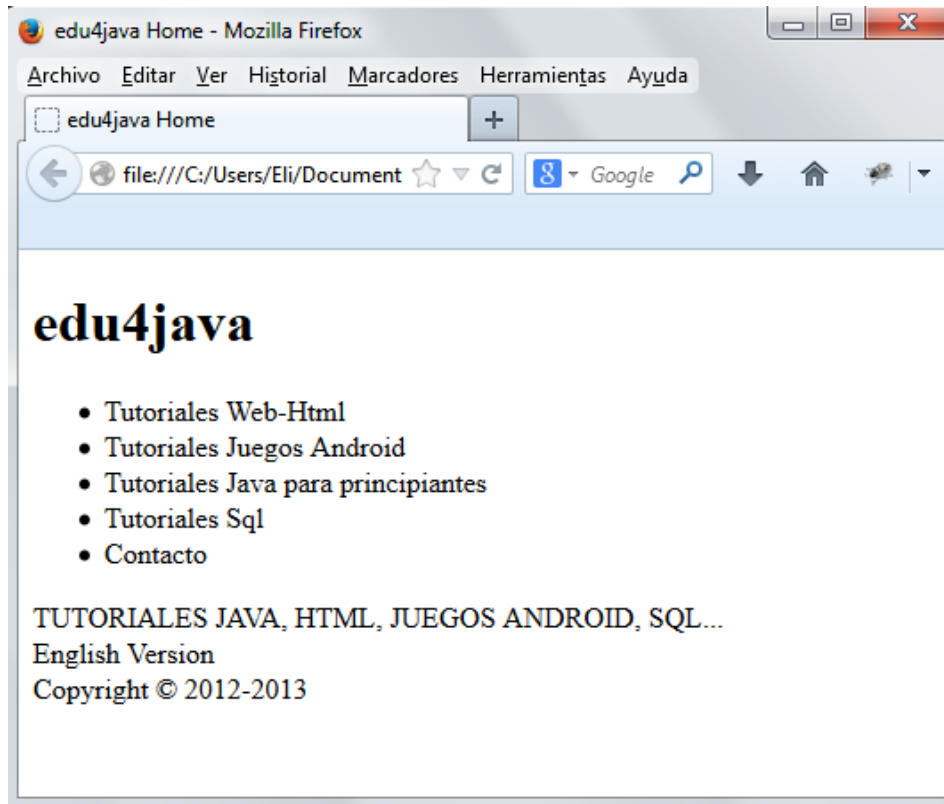 edu4java Home - Mozilla Firefox
Archivo Editar Ver Historial Marcadores Herramientas Ayuda
edu4java Home
file:///C:/Users/Eli/Document 8 Google
edu4java
• Tutoriales Web-Html
• Tutoriales Juegos Android
• Tutoriales Java para principiantes
• Tutoriales Sql
• Contacto
TUTORIALES JAVA, HTML, JUEGOS ANDROID, SQL...
English Version
Copyright © 2012-2013